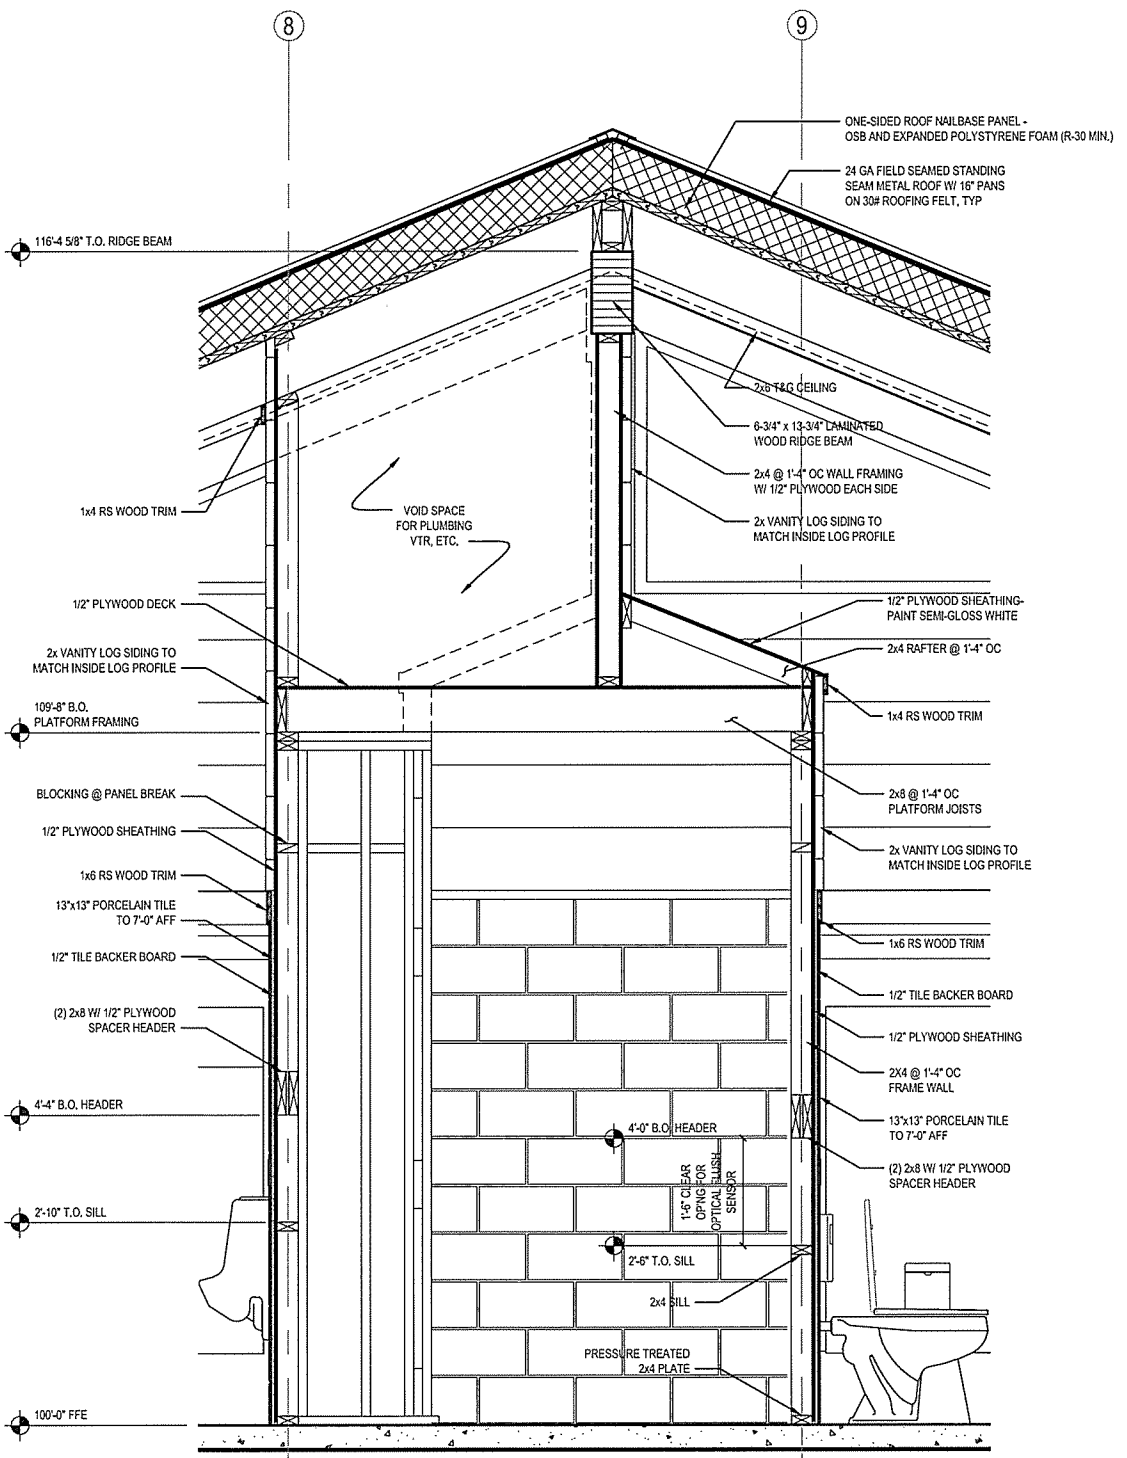 8
9
ONE-SIDED ROOF NAILBASE PANEL -
OSB AND EXPANDED POLYSTYRENE FOAM (R-30 MIN.)
24 GA FIELD SEAMED STANDING
SEAM METAL ROOF W/ 16" PANS
ON 30# ROOFING FELT, TYP
116'-4 5/8" T.O. RIDGE BEAM
2x6 T&G CEILING
6-3/4" x 13-3/4" LAMINATED
WOOD RIDGE BEAM
2x4 @ 1'-4" OC WALL FRAMING
W/ 1/2" PLYWOOD EACH SIDE
1x4 RS WOOD TRIM
VOID SPACE
FOR PLUMBING
VTR, ETC.
2x VANITY LOG SIDING TO
MATCH INSIDE LOG PROFILE
1/2" PLYWOOD DECK
1/2" PLYWOOD SHEATHING-
PAINT SEMI-GLOSS WHITE
2x VANITY LOG SIDING TO
MATCH INSIDE LOG PROFILE
2x4 RAFTER @ 1'-4" OC
109'-8" B.O.
PLATFORM FRAMING
1x4 RS WOOD TRIM
BLOCKING @ PANEL BREAK
2x8 @ 1'-4" OC
PLATFORM JOISTS
1/2" PLYWOOD SHEATHING
2x VANITY LOG SIDING TO
MATCH INSIDE LOG PROFILE
1x6 RS WOOD TRIM
13"x13" PORCELAIN TILE
TO 7'-0" AFF
1x6 RS WOOD TRIM
1/2" TILE BACKER BOARD
1/2" TILE BACKER BOARD
(2) 2x8 W/ 1/2" PLYWOOD
SPACER HEADER
1/2" PLYWOOD SHEATHING
2X4 @ 1'-4" OC
FRAME WALL
4'-4" B.O. HEADER
13"x13" PORCELAIN TILE
TO 7'-0" AFF
4'-0" B.O. HEADER
(2) 2x8 W/ 1/2" PLYWOOD
SPACER HEADER
1'-6" CLEAR
OP'NG FOR
OPTICAL FLUSH
SENSOR
2'-10" T.O. SILL
2'-6" T.O. SILL
2x4 SILL
PRESSURE TREATED
2x4 PLATE
100'-0" FFE